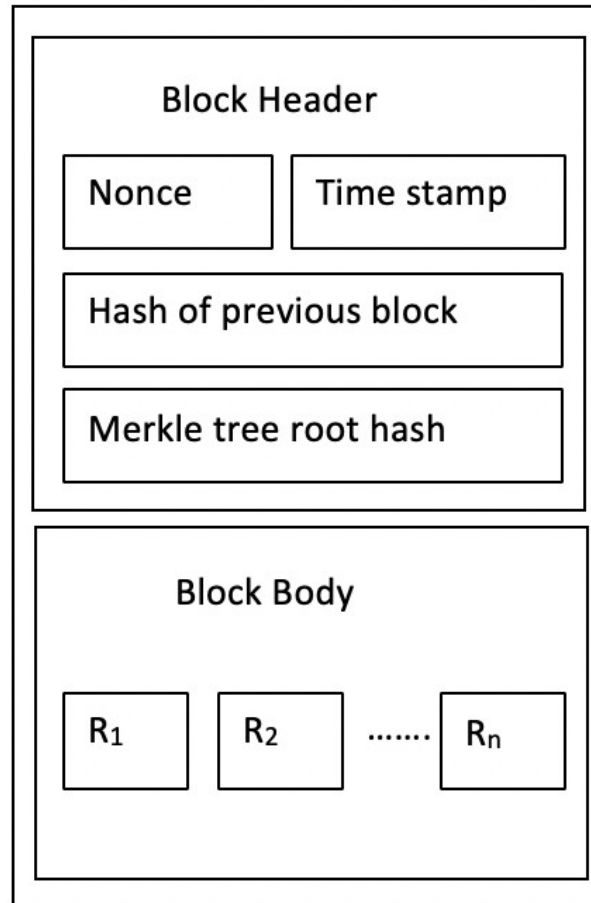 Block Header
Nonce Time stamp
Hash of previous block
Merkle tree root hash
Block Body
R₁ R₂ ....... Rₙ